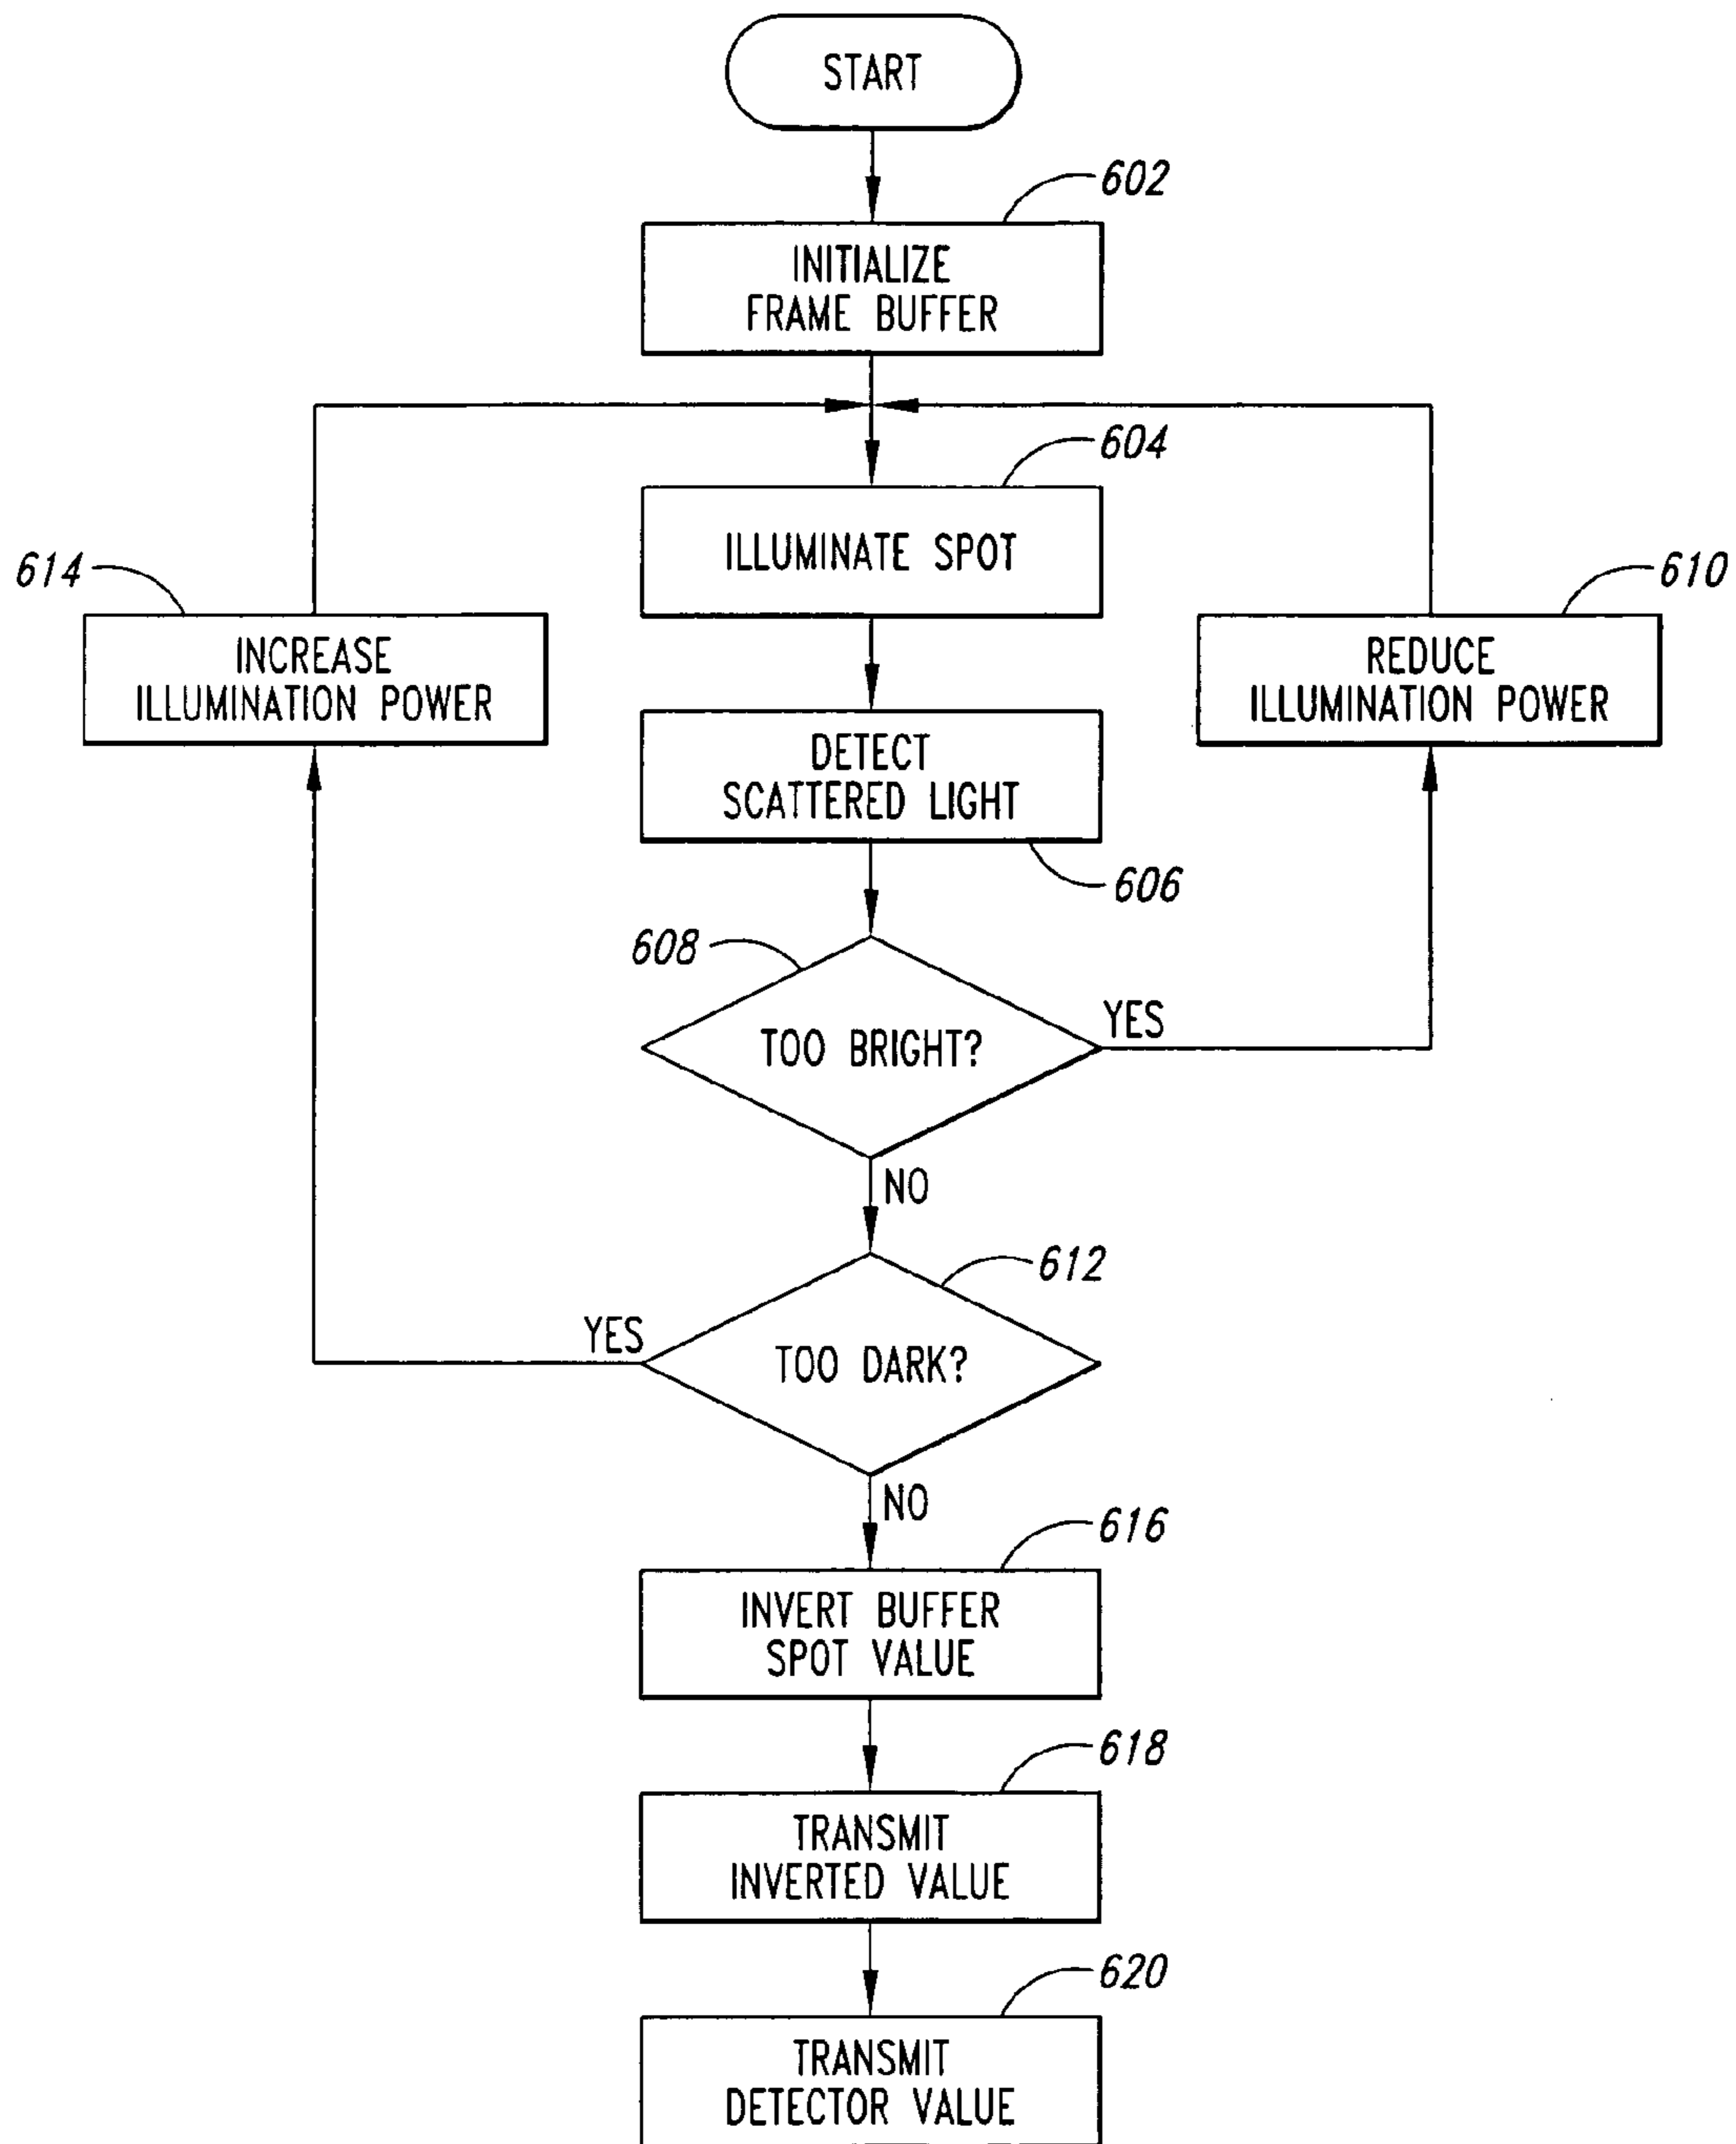 START
602
INITIALIZE
FRAME BUFFER
604
ILLUMINATE SPOT
614
INCREASE
ILLUMINATION POWER
610
REDUCE
ILLUMINATION POWER
DETECT
SCATTERED LIGHT
606
608
TOO BRIGHT?
YES
NO
612
YES
TOO DARK?
NO
616
INVERT BUFFER
SPOT VALUE
618
TRANSMIT
INVERTED VALUE
620
TRANSMIT
DETECTOR VALUE